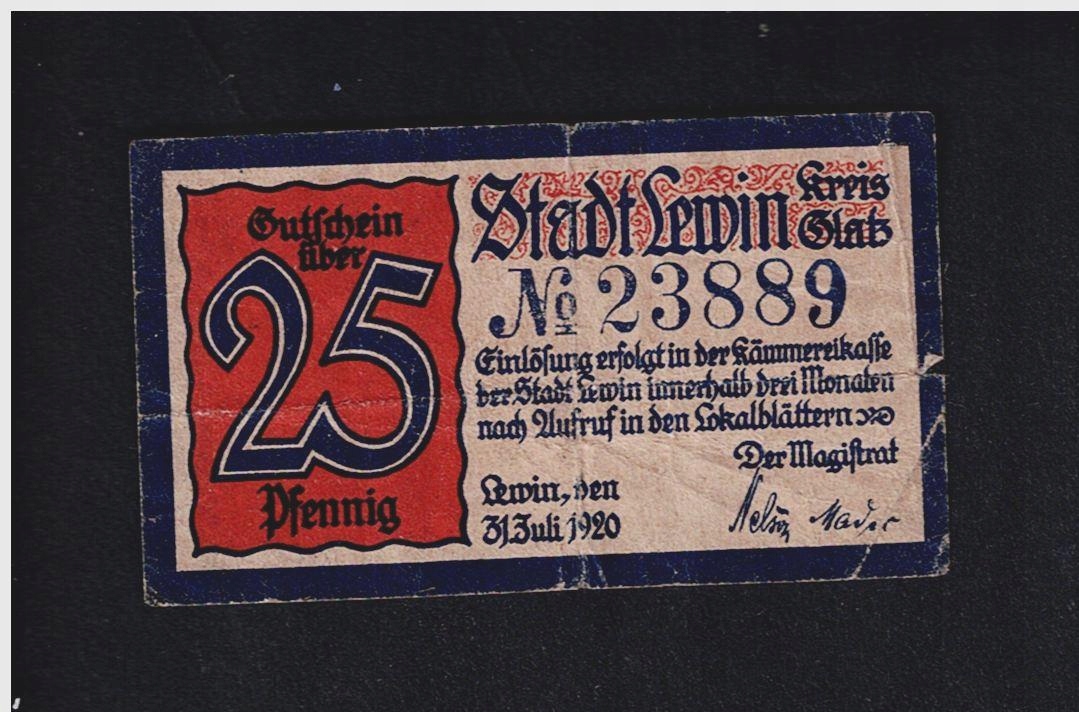 Gutschein
über
25
Pfennig
Stadt Lewin Kreis
Glatz
No 23889
Einlösung erfolgt in der Kämmereikasse
der Stadt Lewin innerhalb drei Monaten
nach Aufruf in den Lokalblättern
Der Magistrat
Lewin, den
31. Juli 1920